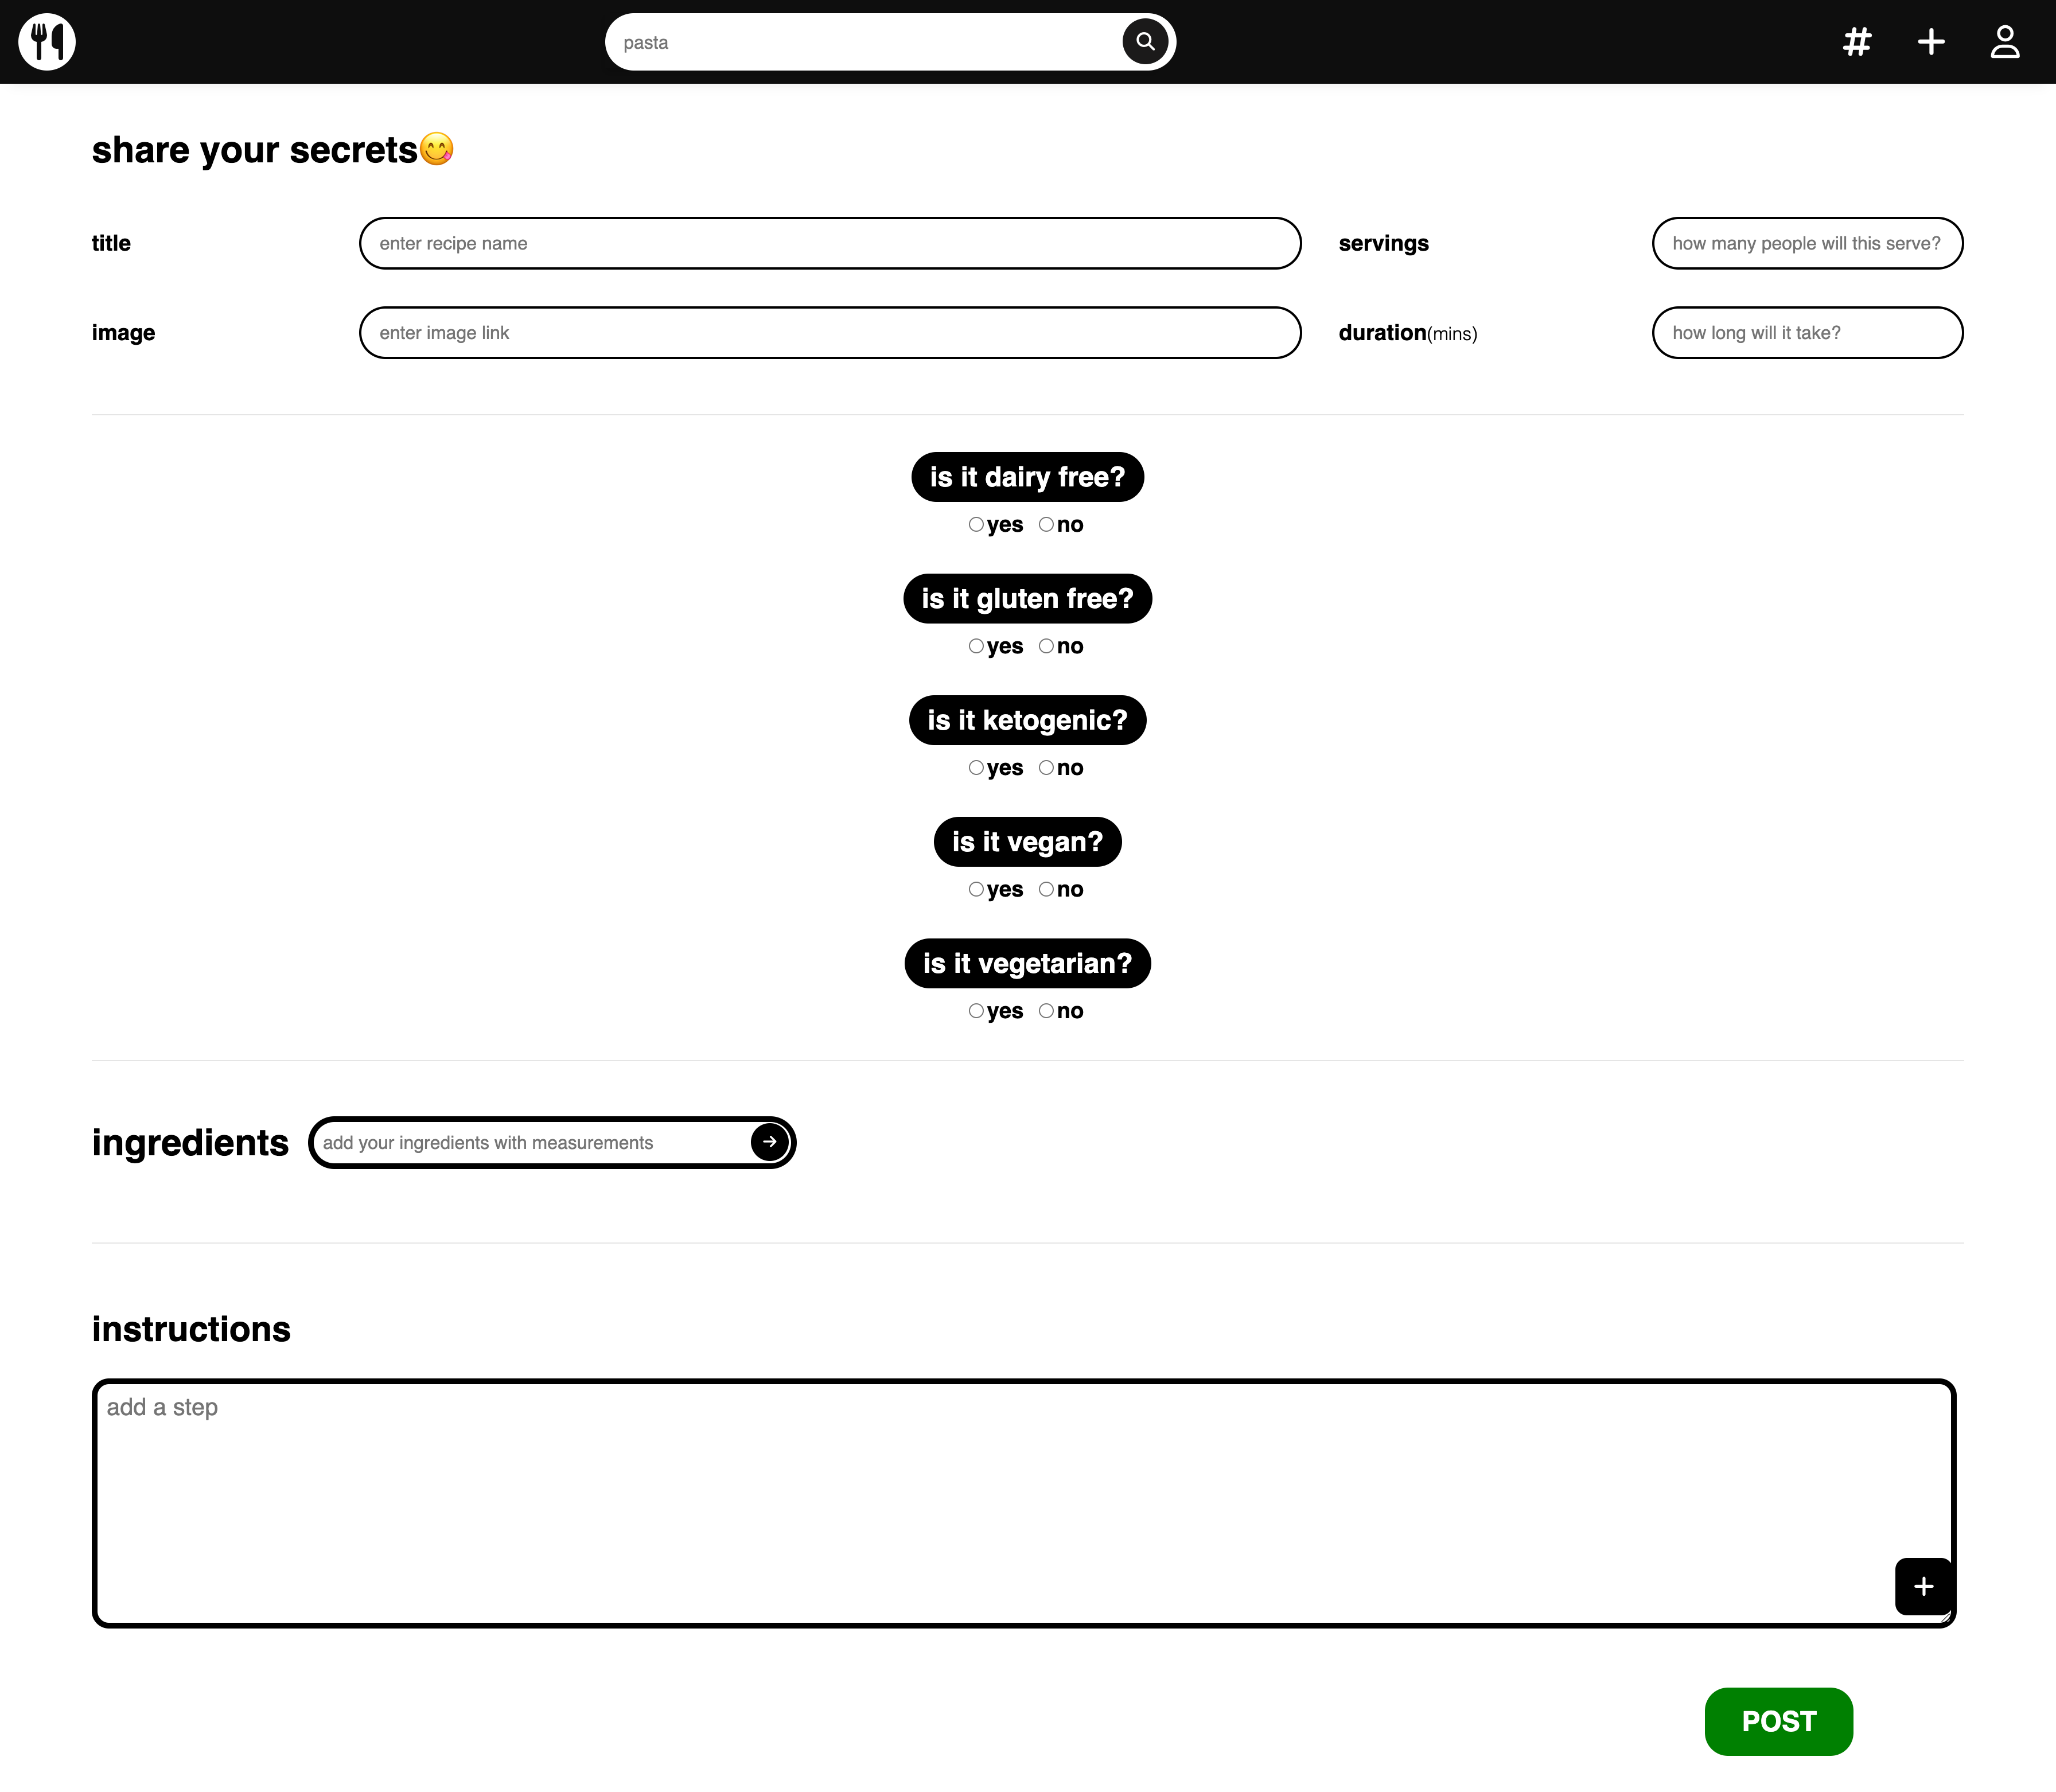 pasta
#
share your secrets😋
title enter recipe name servings how many people will this serve?
image enter image link duration(mins) how long will it take?
is it dairy free?
yes no
is it gluten free?
yes no
is it ketogenic?
yes no
is it vegan?
yes no
is it vegetarian?
yes no
ingredients add your ingredients with measurements
instructions
add a step
POST